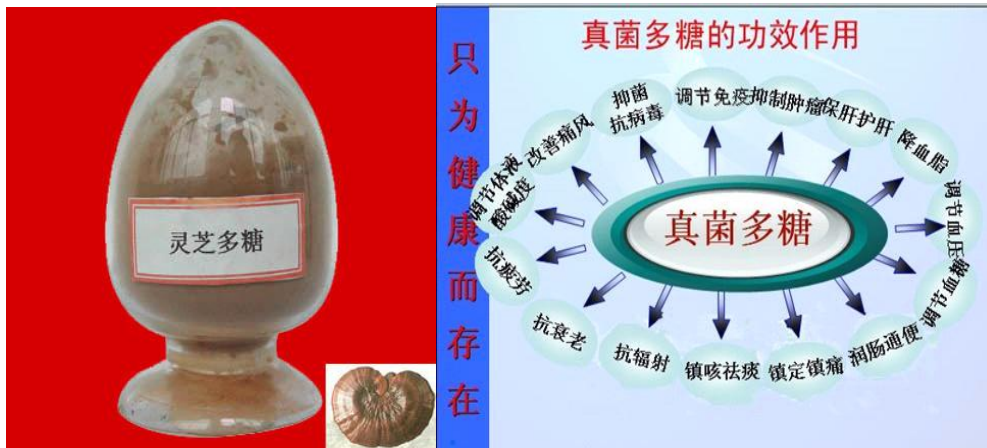 灵芝多糖
只为健康而存在
真菌多糖的功效作用
真菌多糖
抑菌
抗病毒
调节免疫
抑制肿瘤
保肝护肝
降血脂
调节血压
调节血糖
润肠通便
镇定镇痛
镇咳祛痰
抗辐射
抗衰老
抗疲劳
调节体液
酸碱度
改善痛风